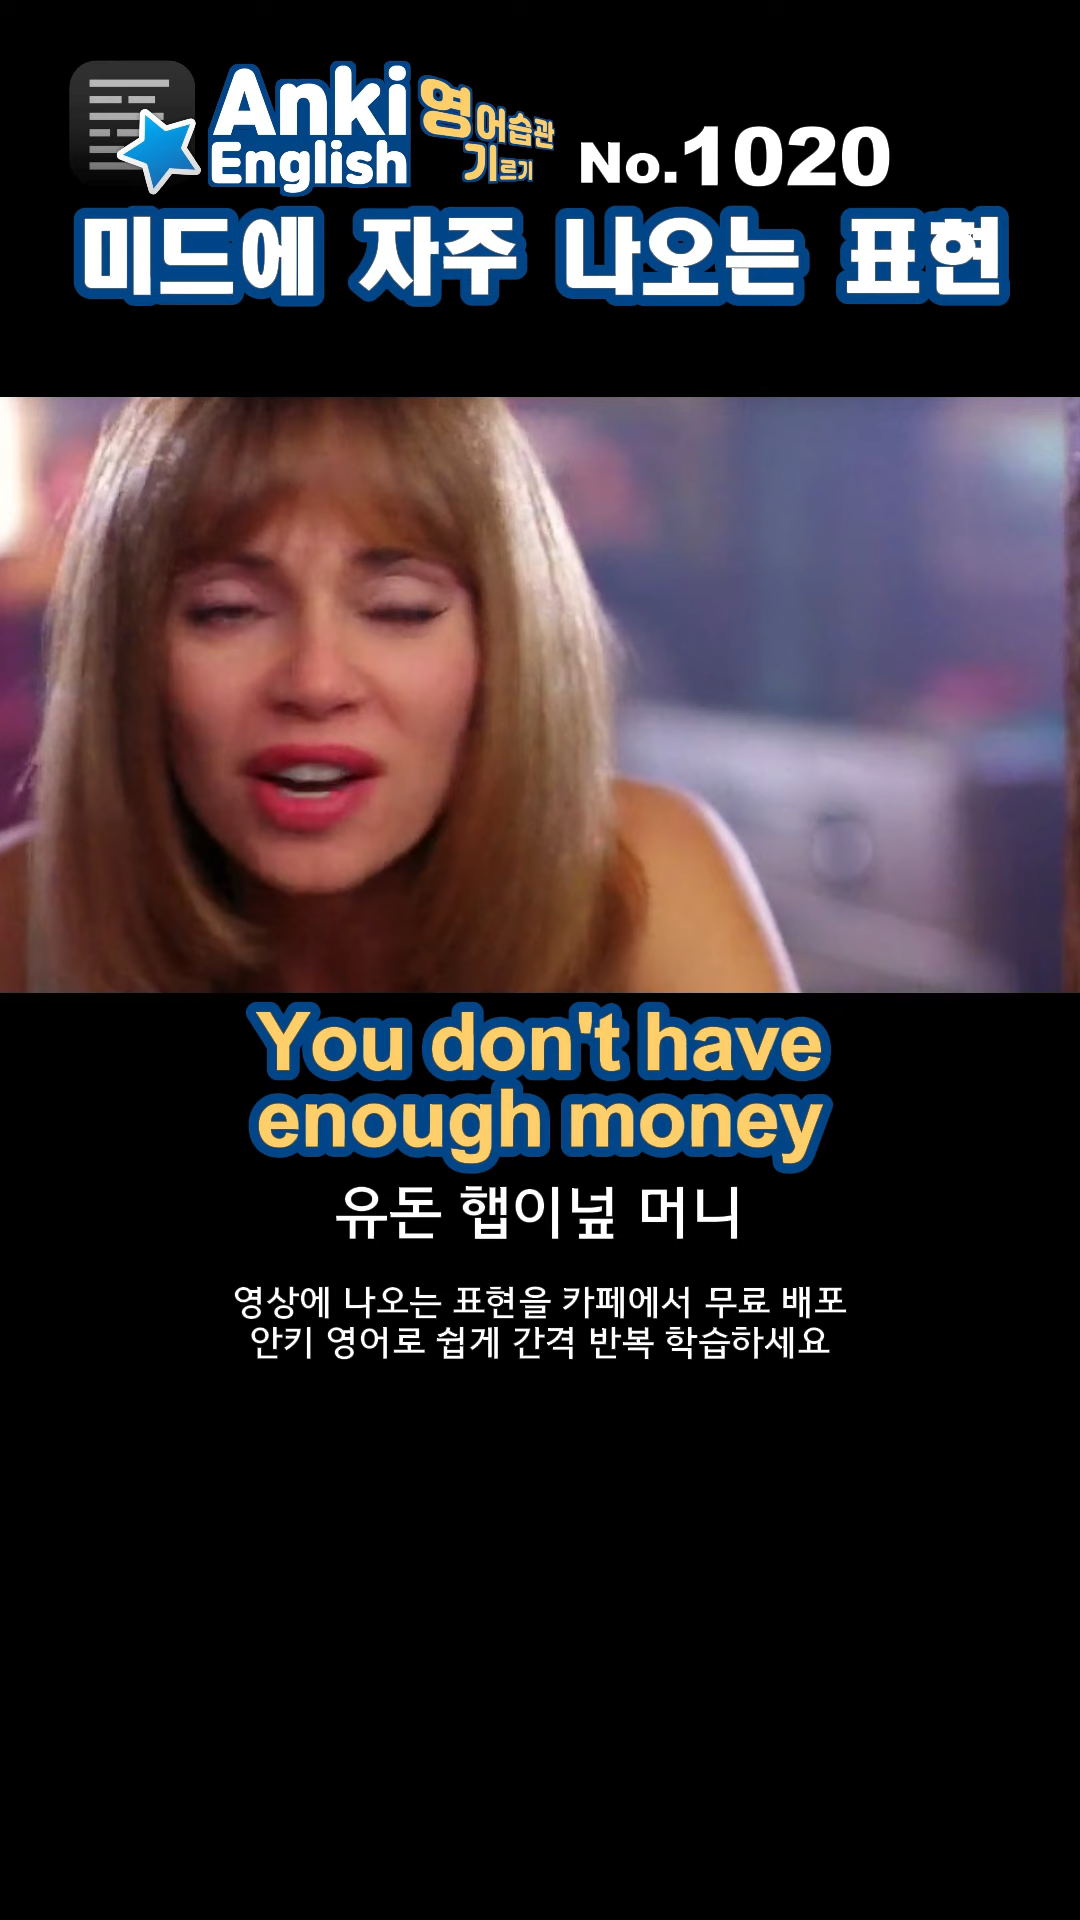 Anki 영어습관
English 기르기 No.1020
미드에 자주 나오는 표현
You don't have
enough money
유돈 햅이넢 머니
영상에 나오는 표현을 카페에서 무료 배포
안키 영어로 쉽게 간격 반복 학습하세요